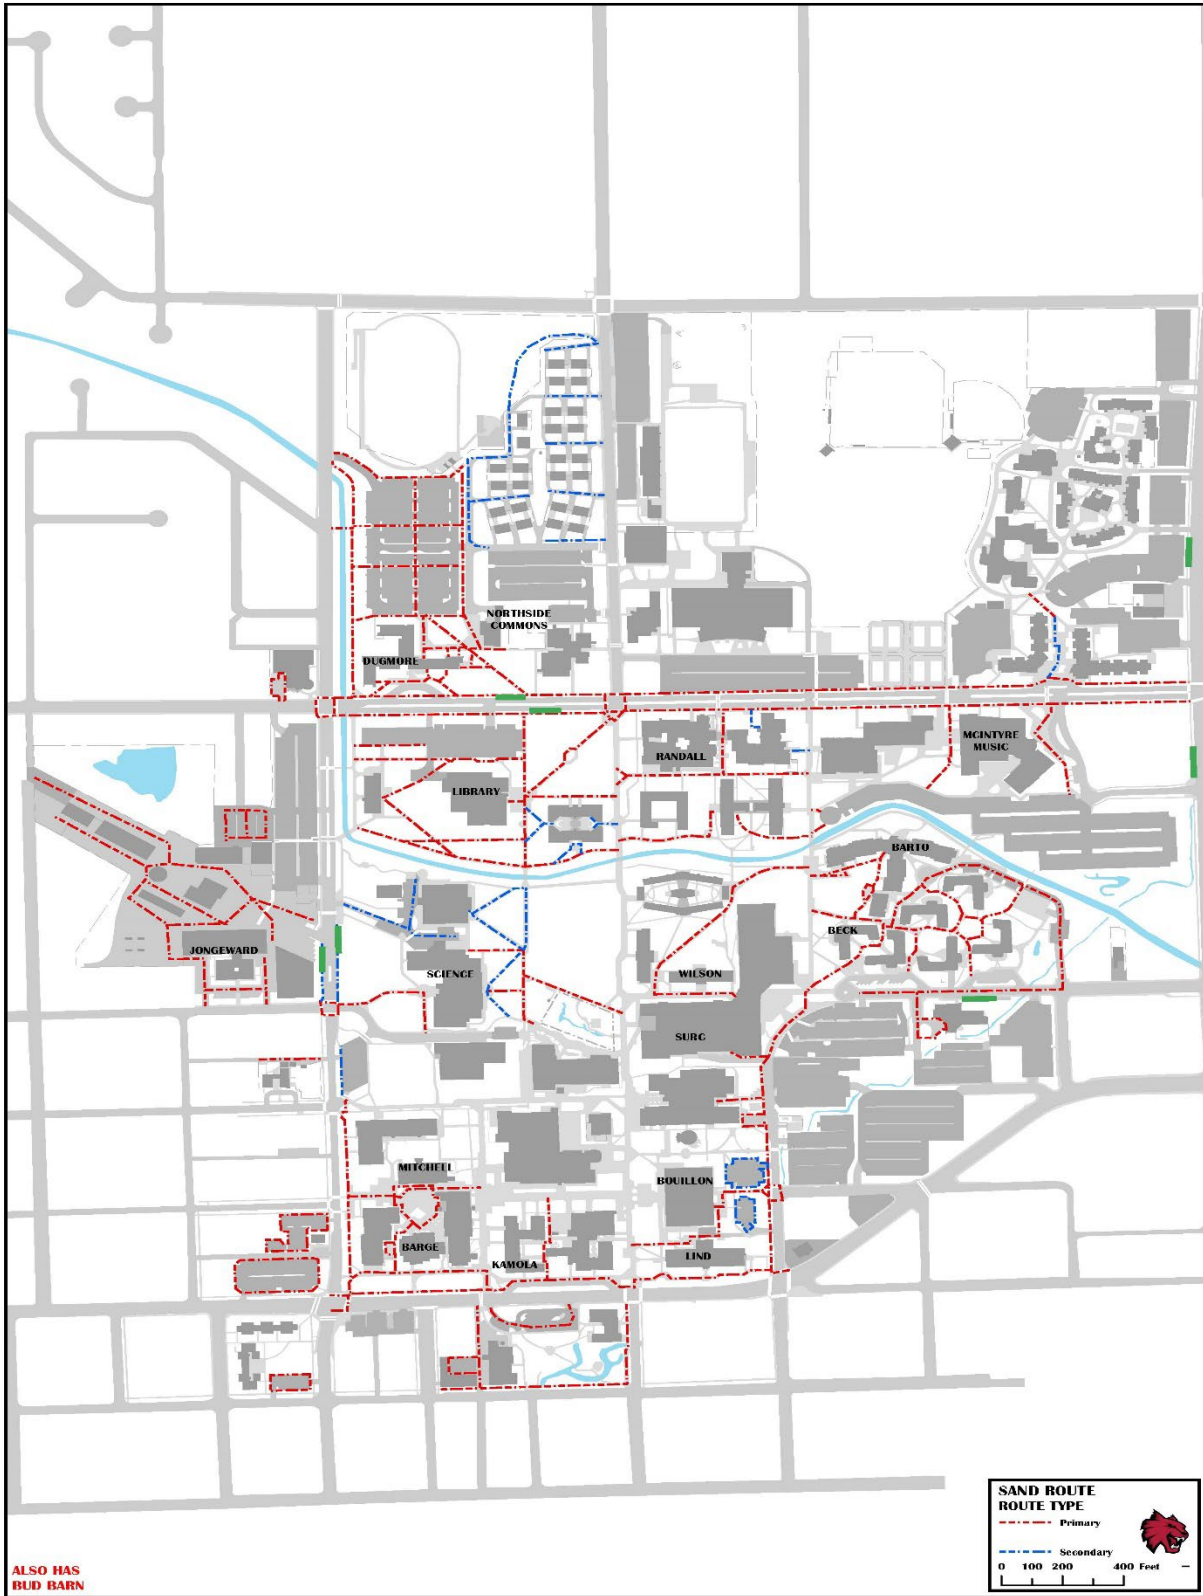 NORTHSIDE
COMMONS
DUGMORE
RANDALL
MCINTYRE
MUSIC
LIBRARY
BARTO
BECK
JONGEWARD
SCIENCE
WILSON
SURC
MITCHELL
BOUILLON
BARGE
LIND
KAMOLA
SAND ROUTE
ROUTE TYPE
Primary
Secondary
0 100 200 400 Feet
ALSO HAS
BUD BARN